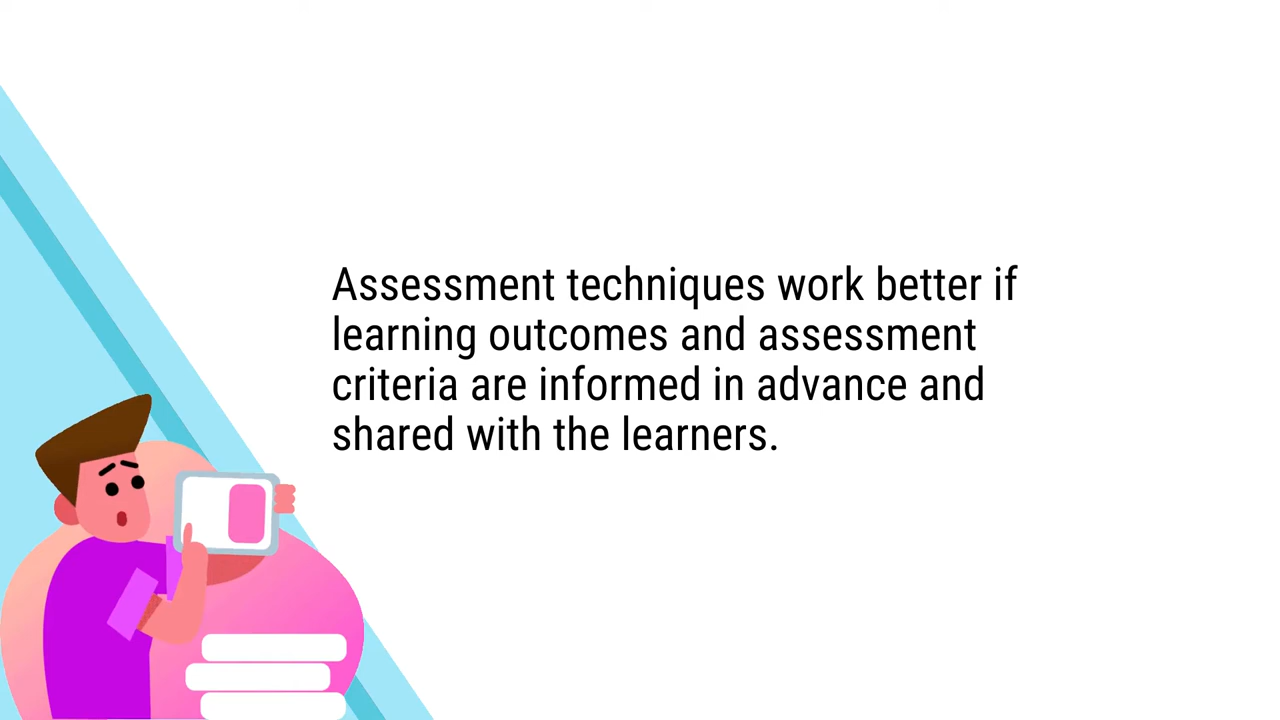 Assessment techniques work better if
learning outcomes and assessment
criteria are informed in advance and
shared with the learners.